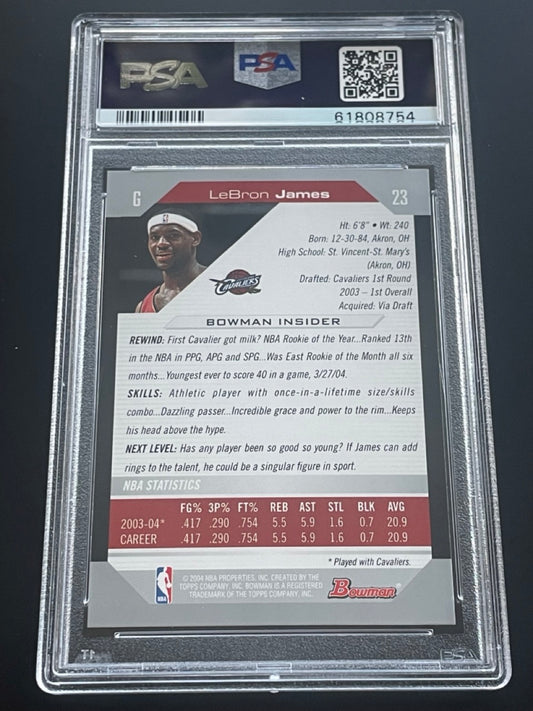 PSA
PSA
61808754
G
LeBron James
23
Ht: 6'8" • Wt: 240
Born: 12-30-84, Akron, OH
High School: St. Vincent-St. Mary's
(Akron, OH)
Drafted: Cavaliers 1st Round
2003 – 1st Overall
Acquired: Via Draft
CAVALIERS
BOWMAN INSIDER
REWIND: First Cavalier got milk? NBA Rookie of the Year...Ranked 13th
in the NBA in PPG, APG and SPG...Was East Rookie of the Month all six
months...Youngest ever to score 40 in a game, 3/27/04.
SKILLS: Athletic player with once-in-a-lifetime size/skills
combo...Dazzling passer...Incredible grace and power to the rim...Keeps
his head above the hype.
NEXT LEVEL: Has any player been so good so young? If James can add
rings to the talent, he could be a singular figure in sport.
NBA STATISTICS
FG% 3P% FT% REB AST STL BLK AVG
2003-04* .417 .290 .754 5.5 5.9 1.6 0.7 20.9
CAREER .417 .290 .754 5.5 5.9 1.6 0.7 20.9
* Played with Cavaliers.
NBA
© 2004 NBA PROPERTIES, INC. CREATED BY THE
TOPPS COMPANY, INC. BOWMAN IS A REGISTERED
TRADEMARK OF THE TOPPS COMPANY, INC.
Bowman
PSA